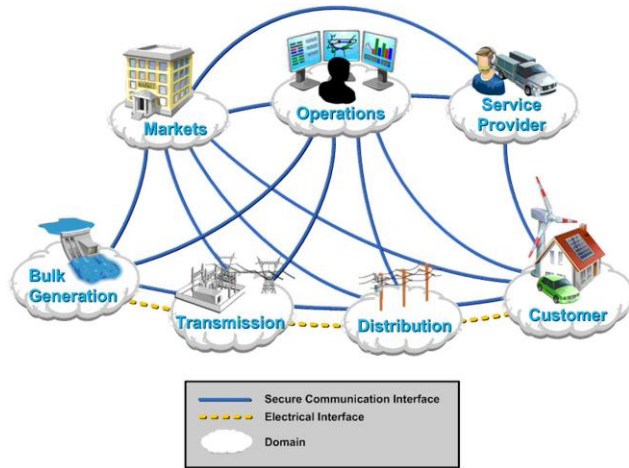 Markets
Operations
Service
Provider
Bulk
Generation
Transmission
Distribution
Customer
Secure Communication Interface
Electrical Interface
Domain